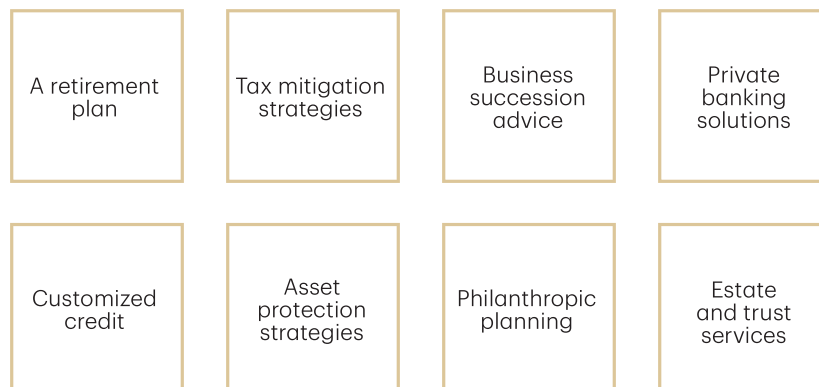 A retirement
plan
Tax mitigation
strategies
Business
succession
advice
Private
banking
solutions
Customized
credit
Asset
protection
strategies
Philanthropic
planning
Estate
and trust
services